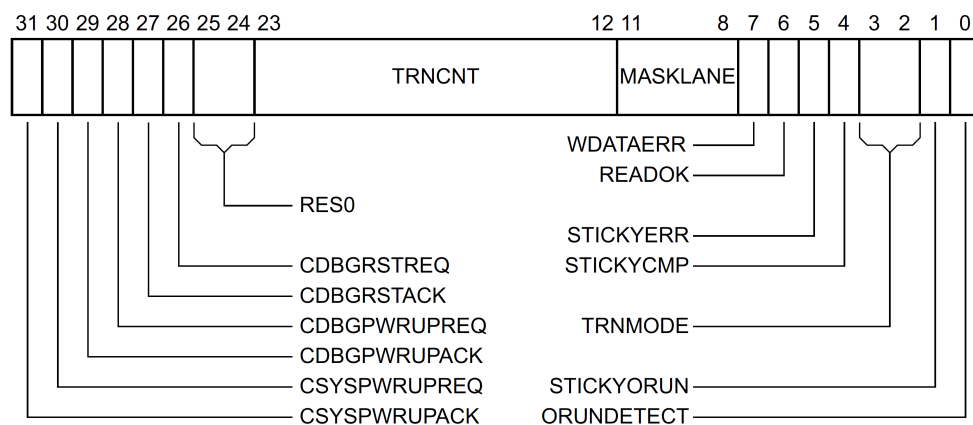 31 30 29 28 27 26 25 24 23 12 11 8 7 6 5 4 3 2 1 0
TRNCNT MASKLANE
WDATAERR
READOK
RES0
STICKYERR
CDBGRSTREQ STICKYCMP
CDBGRSTACK
CDBGPWRUPREQ TRNMODE
CDBGPWRUPACK
CSYSPWRUPREQ STICKYORUN
CSYSPWRUPACK ORUNDETECT